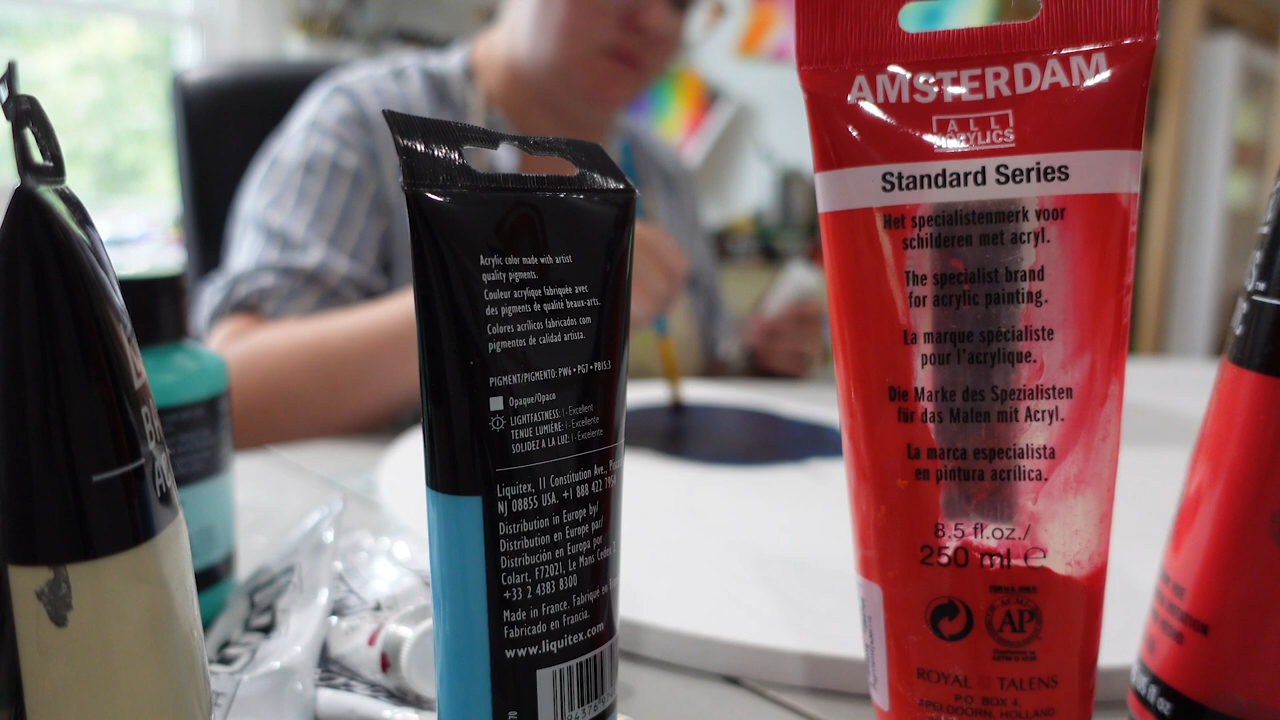 Acrylic color made with artist
quality pigments.
Couleur acrylique fabriquée avec
des pigments de qualité beaux-arts.
Colores acrílicos fabricados com
pigmentos de calidad artista.
PIGMENT/PIGMENTO: PW6 • PG7 • PB15:3
Opaque/Opaco
LIGHTFASTNESS: I - Excellent
TENUE LUMIÈRE: I - Excellente
SOLIDEZ A LA LUZ: I - Excelente
Liquitex, 11 Constitution Ave.,
NJ 08855 USA. +1 888 422 7954
Distribution in Europe by/
Distribution en Europe par/
Distribución en Europa por
Colart, F72021, Le Mans Cedex
+33 2 4383 8300
Made in France. Fabriqué en
Fabricado en Francia.
www.liquitex.com
AMSTERDAM
ALL
ACRYLICS
Standard Series
Het specialistenmerk voor
schilderen met acryl.
The specialist brand
for acrylic painting.
La marque spécialiste
pour l'acrylique.
Die Marke des Spezialisten
für das Malen mit Acryl.
La marca especialista
en pintura acrílica.
8.5 fl.oz./
250 ml e
AP
ROYAL TALENS
P.O. BOX 4,
APELDOORN, HOLLAND